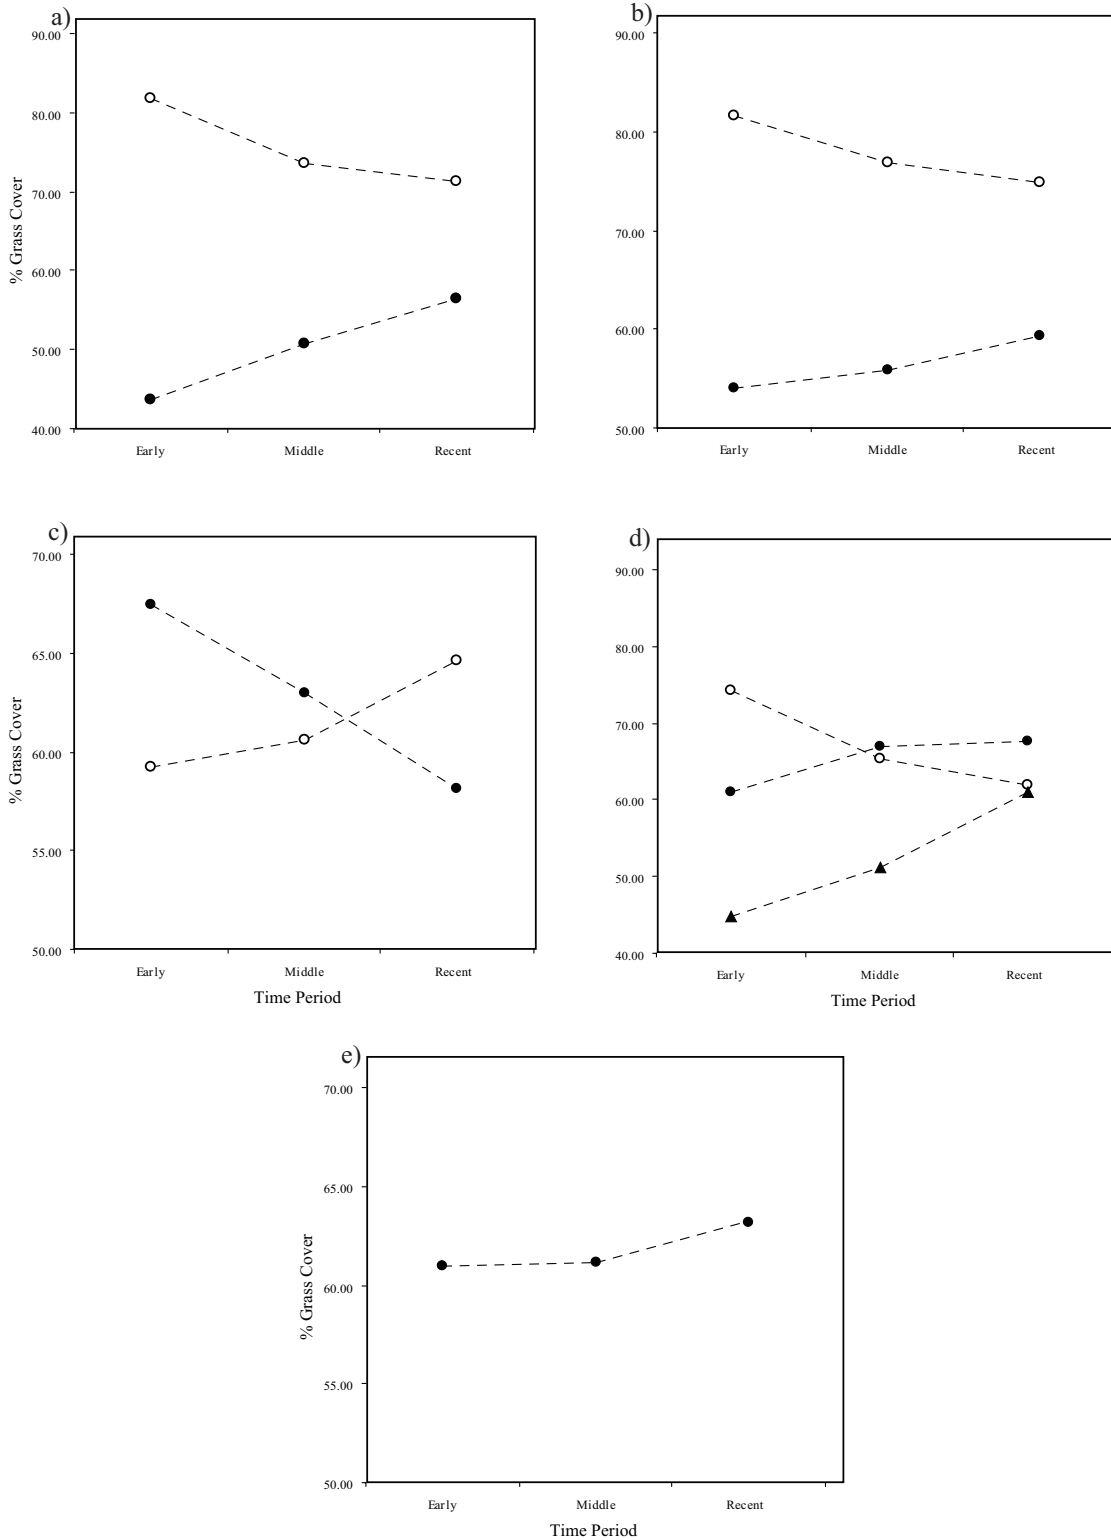 a)
90.00
80.00
70.00
60.00
50.00
40.00
% Grass Cover
Early Middle Recent
b)
90.00
80.00
70.00
60.00
50.00
Early Middle Recent
c)
70.00
65.00
60.00
55.00
50.00
% Grass Cover
Early Middle Recent
Time Period
d)
90.00
80.00
70.00
60.00
50.00
40.00
Early Middle Recent
Time Period
e)
70.00
65.00
60.00
55.00
50.00
% Grass Cover
Early Middle Recent
Time Period